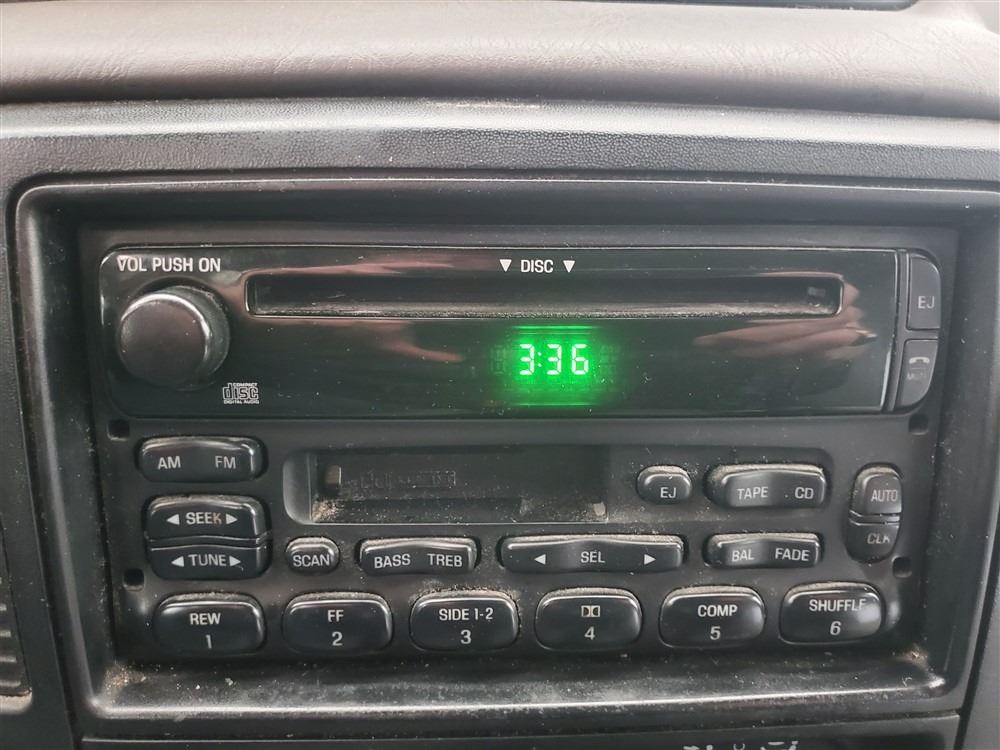 VOL PUSH ON
▼ DISC ▼
EJ
3:36
COMPACT
disc
DIGITAL AUDIO
MUTE
AM FM
EJ
TAPE CD
AUTO
◄ SEEK ►
CLK
◄ TUNE ►
SCAN
BASS TREB
◄ SEL ►
BAL FADE
REW
1
FF
2
SIDE 1-2
3
4
COMP
5
SHUFFLE
6